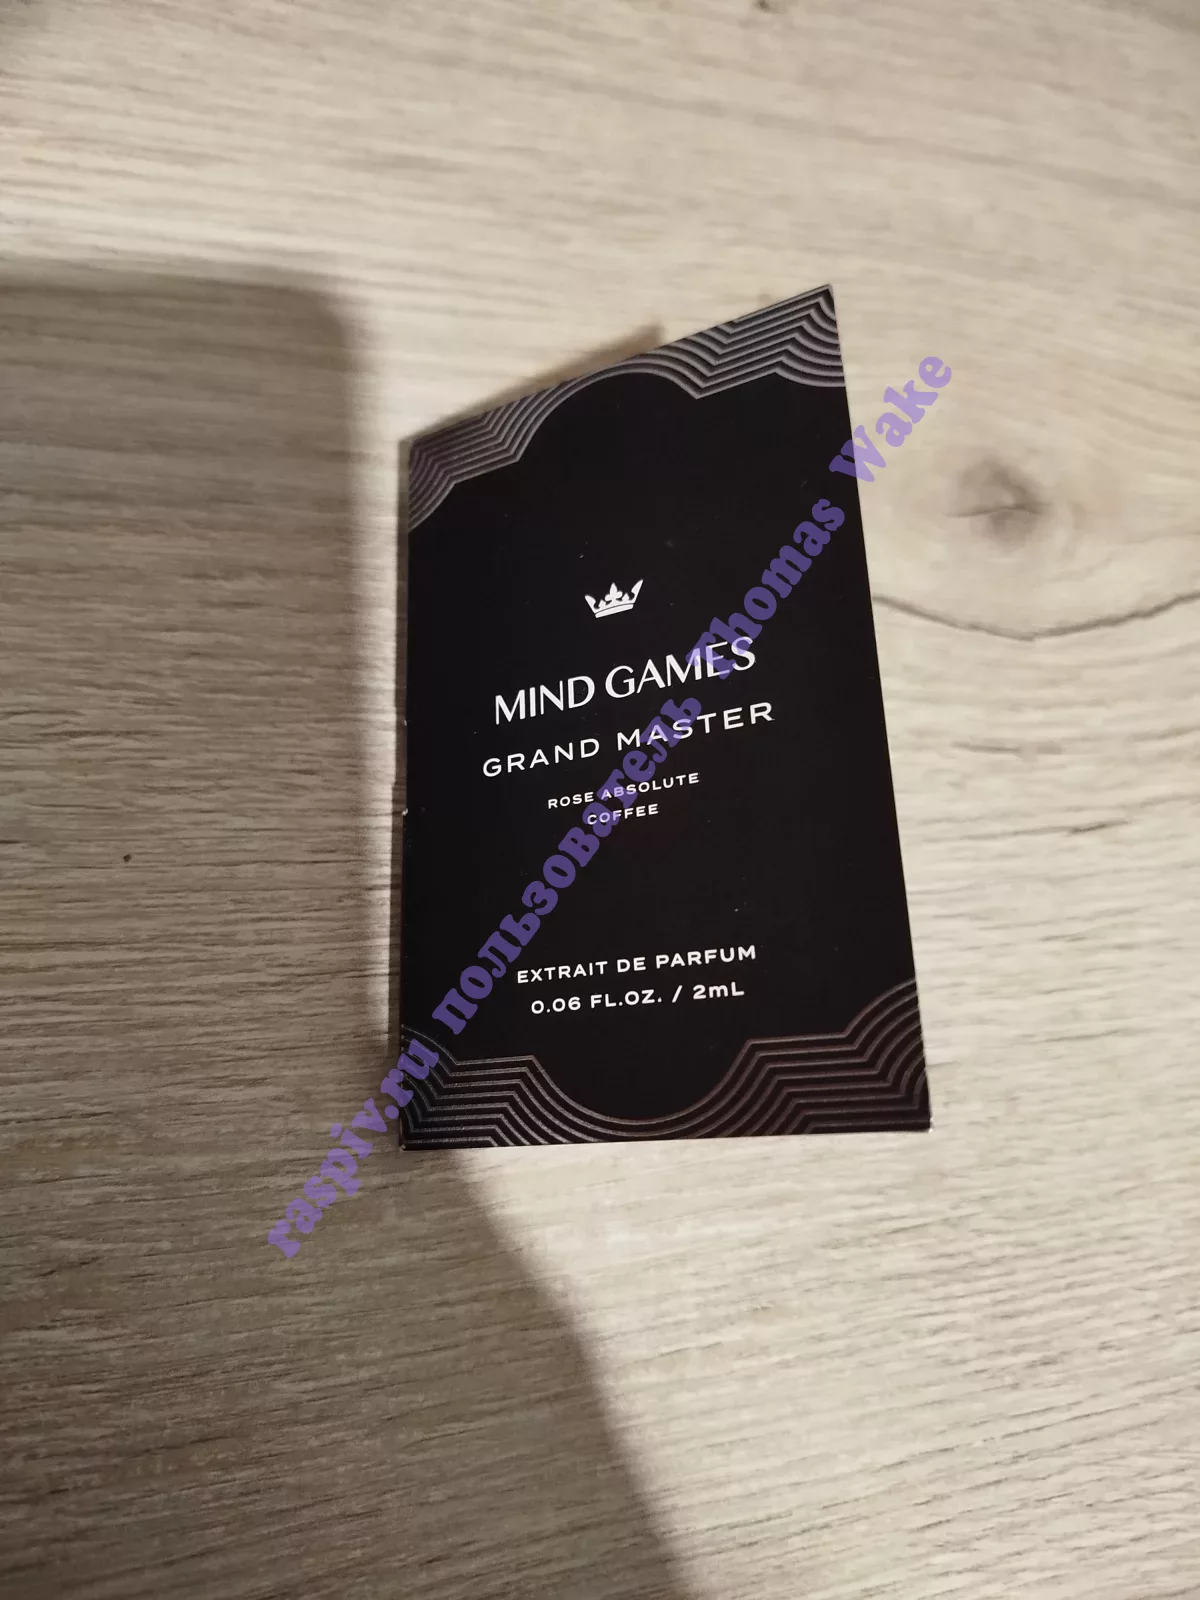 MIND GAMES
GRAND MASTER
ROSE ABSOLUTE
COFFEE
EXTRAIT DE PARFUM
0.06 FL.OZ. / 2mL
raspiv.ru пользователь Thomas Wake